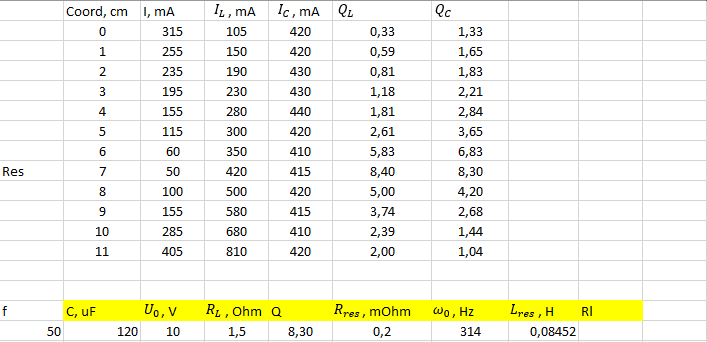 Coord, cm I, mA I_L , mA I_C , mA Q_L Q_C
0 315 105 420 0,33 1,33
1 255 150 420 0,59 1,65
2 235 190 430 0,81 1,83
3 195 230 430 1,18 2,21
4 155 280 440 1,81 2,84
5 115 300 420 2,61 3,65
6 60 350 410 5,83 6,83
Res 7 50 420 415 8,40 8,30
8 100 500 420 5,00 4,20
9 155 580 415 3,74 2,68
10 285 680 410 2,39 1,44
11 405 810 420 2,00 1,04
f C, uF U_0 , V R_L , Ohm Q R_res , mOhm ω_0 , Hz L_res , H Rl
50 120 10 1,5 8,30 0,2 314 0,08452